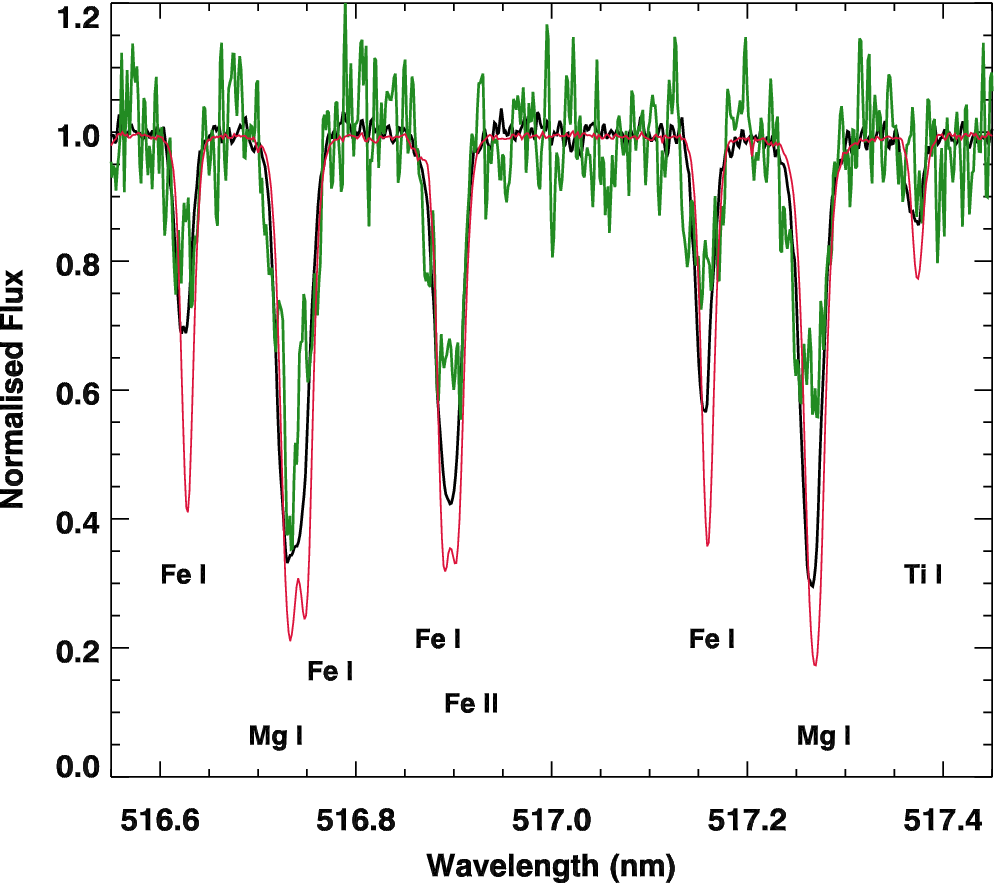 1.2
1.0
0.8
0.6
0.4
0.2
0.0
Normalised Flux
Fe I
Ti I
Fe I
Fe I
Fe I
Fe II
Mg I
Mg I
516.6 516.8 517.0 517.2 517.4
Wavelength (nm)